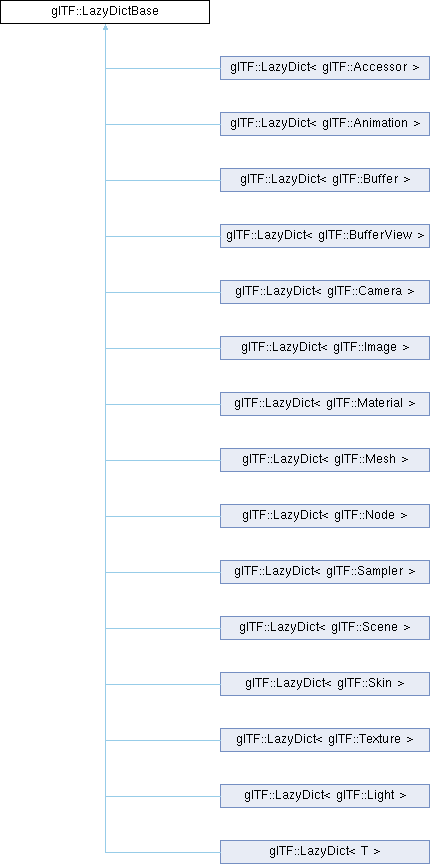 glTF::LazyDictBase
glTF::LazyDict< glTF::Accessor >
glTF::LazyDict< glTF::Animation >
glTF::LazyDict< glTF::Buffer >
glTF::LazyDict< glTF::BufferView >
glTF::LazyDict< glTF::Camera >
glTF::LazyDict< glTF::Image >
glTF::LazyDict< glTF::Material >
glTF::LazyDict< glTF::Mesh >
glTF::LazyDict< glTF::Node >
glTF::LazyDict< glTF::Sampler >
glTF::LazyDict< glTF::Scene >
glTF::LazyDict< glTF::Skin >
glTF::LazyDict< glTF::Texture >
glTF::LazyDict< glTF::Light >
glTF::LazyDict< T >